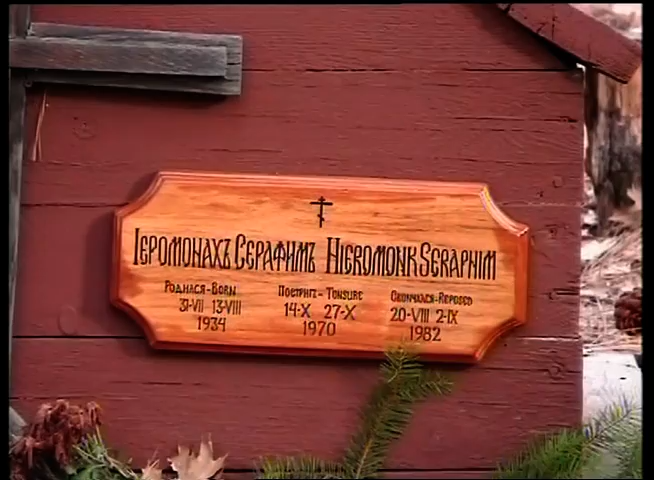 ІЕРОМОНАХЪ СЕРАФИМЪ HIEROMONK SERAPHIM
РОДИЛСЯ-BORN ПОСТРИГЪ-TONSURE СКОНЧАЛСЯ-REPOSED
31-VII 13-VIII 14-X 27-X 20-VIII 2-IX
1934 1970 1982